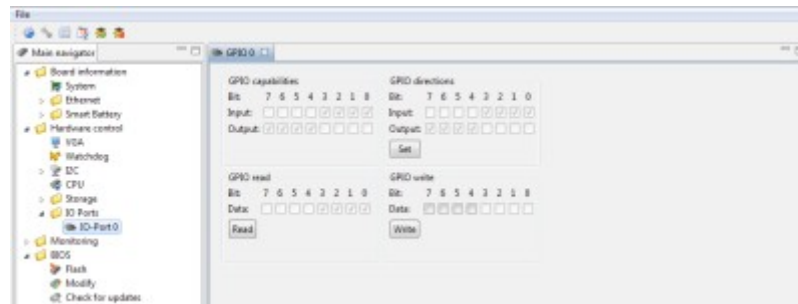 File
Main navigator
Board information
System
Ethernet
Smart Battery
Hardware control
VGA
Watchdog
I2C
CPU
Storage
IO Ports
IO-Port 0
Monitoring
BIOS
Flash
Modify
Check for updates
GPIO 0
GPIO capabilities
Bit: 7 6 5 4 3 2 1 0
Input:
Output:
GPIO directions
Bit: 7 6 5 4 3 2 1 0
Input:
Output:
Set
GPIO read
Bit: 7 6 5 4 3 2 1 0
Data:
Read
GPIO write
Bit: 7 6 5 4 3 2 1 0
Data:
Write